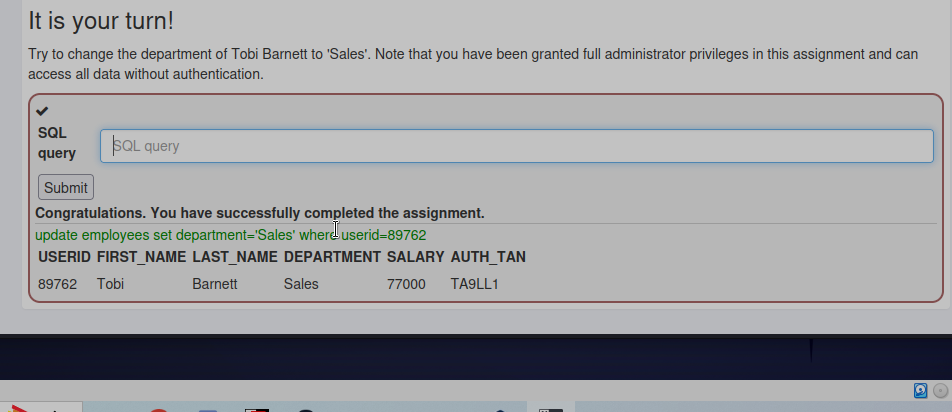 It is your turn!
Try to change the department of Tobi Barnett to 'Sales'. Note that you have been granted full administrator privileges in this assignment and can
access all data without authentication.
SQL
query
SQL query
Submit
Congratulations. You have successfully completed the assignment.
update employees set department='Sales' where userid=89762
USERID FIRST_NAME LAST_NAME DEPARTMENT SALARY AUTH_TAN
89762 Tobi Barnett Sales 77000 TA9LL1